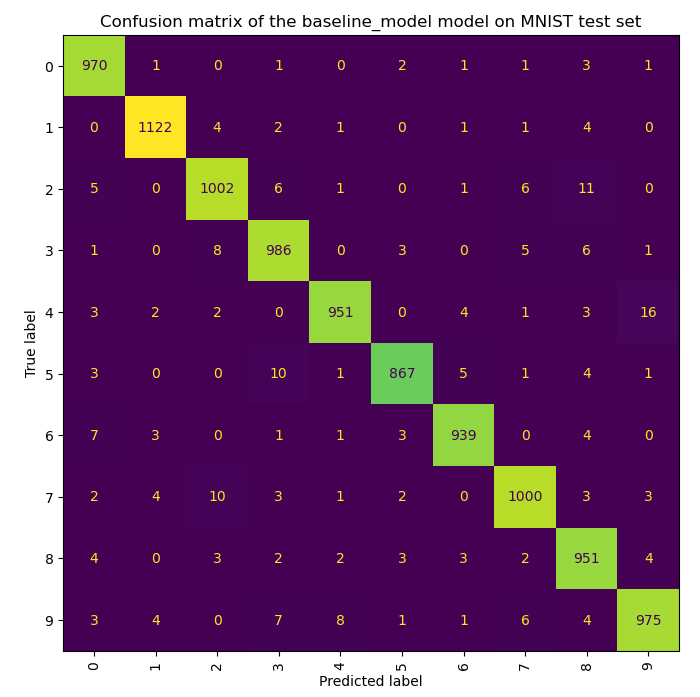 Confusion matrix of the baseline_model model on MNIST test set
True label
0 970 1 0 1 0 2 1 1 3 1
1 0 1122 4 2 1 0 1 1 4 0
2 5 0 1002 6 1 0 1 6 11 0
3 1 0 8 986 0 3 0 5 6 1
4 3 2 2 0 951 0 4 1 3 16
5 3 0 0 10 1 867 5 1 4 1
6 7 3 0 1 1 3 939 0 4 0
7 2 4 10 3 1 2 0 1000 3 3
8 4 0 3 2 2 3 3 2 951 4
9 3 4 0 7 8 1 1 6 4 975
0 1 2 3 4 5 6 7 8 9
Predicted label